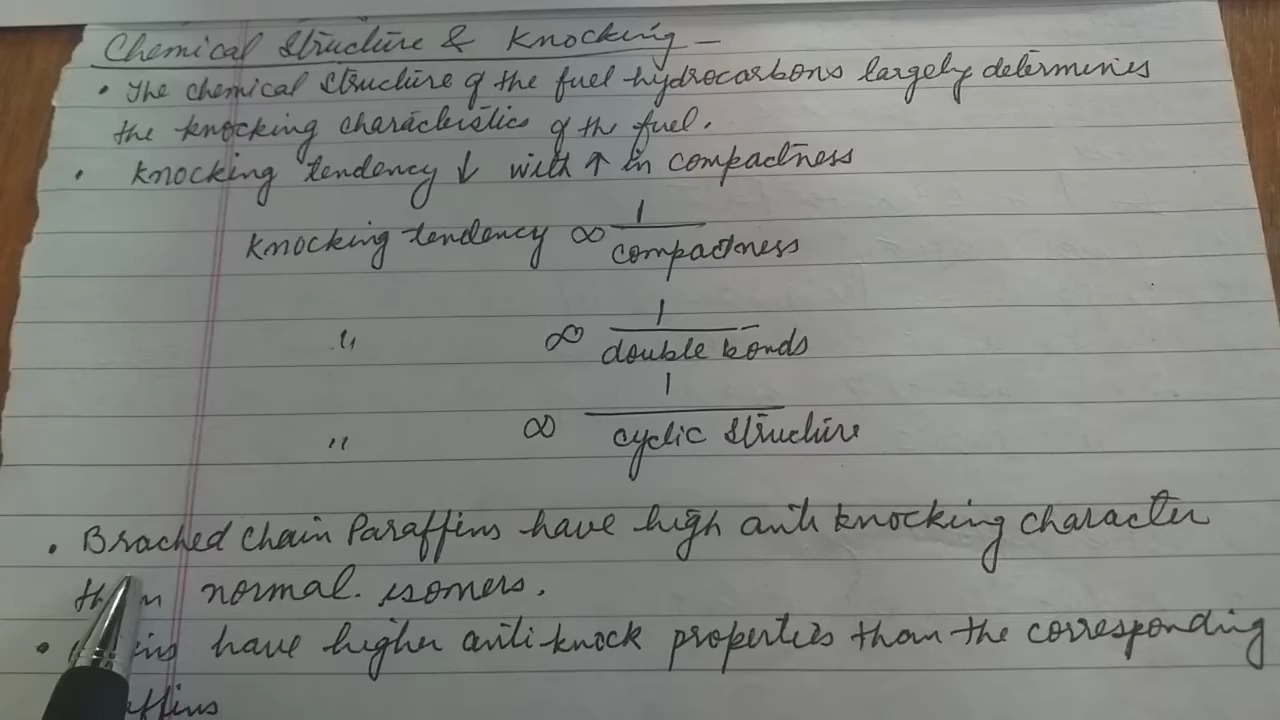 Chemical Structure & Knocking -
• The chemical structure of the fuel hydrocarbons largely determines
the knocking characteristics of the fuel.
• Knocking tendency ↓ with ↑ in compactness
Knocking tendency ∞ 1/compactness
" ∞ 1/double bonds
" ∞ 1/cyclic structure
• Brached chain Paraffins have high anti knocking character
than normal isomers.
• have higher anti-knock properties than the corresponding